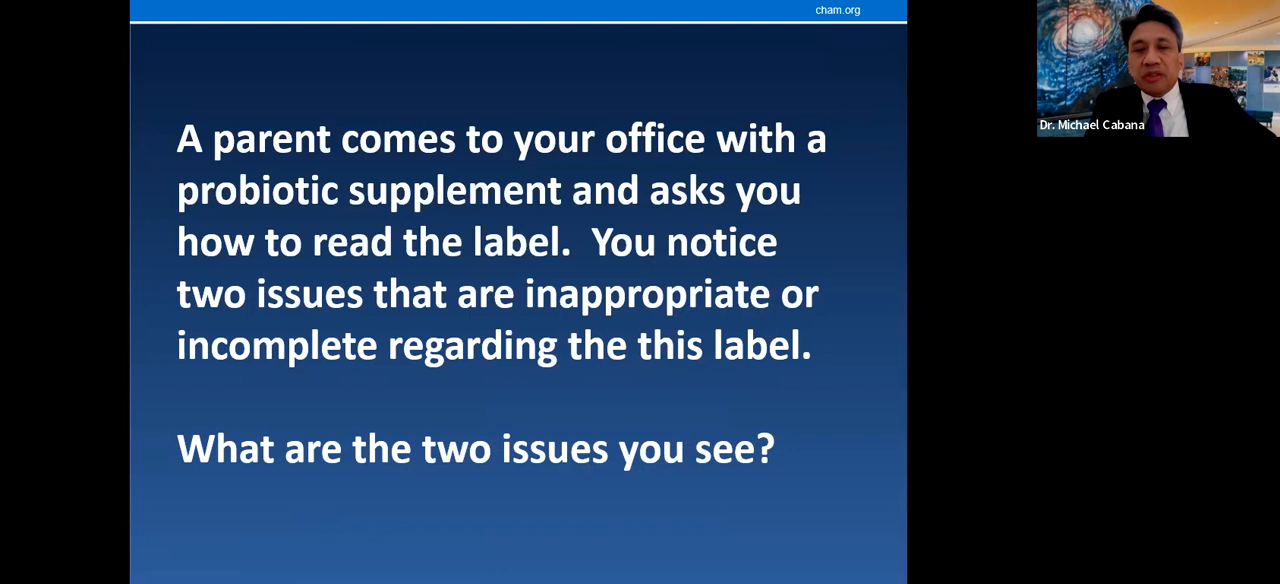 cham.org
A parent comes to your office with a
probiotic supplement and asks you
how to read the label.  You notice
two issues that are inappropriate or
incomplete regarding the this label.
What are the two issues you see?
Dr. Michael Cabana